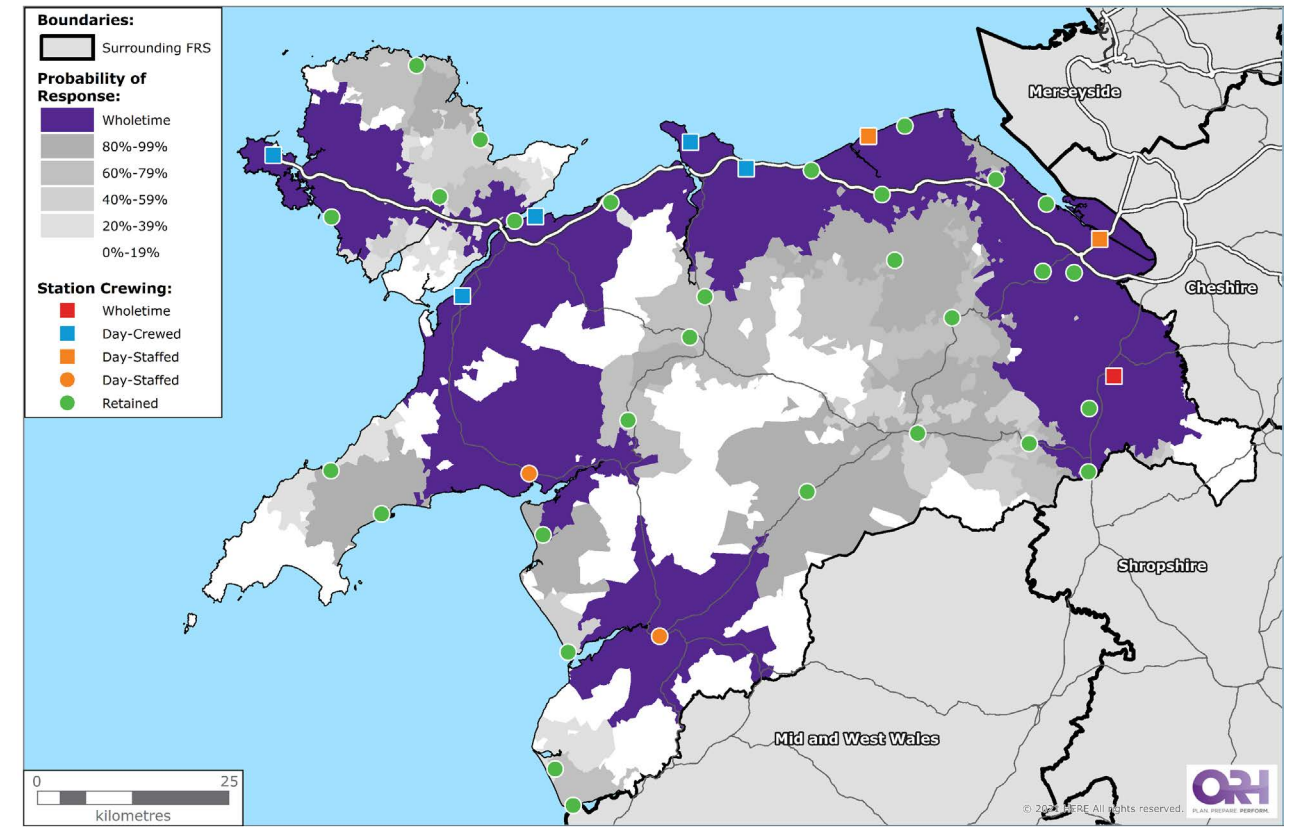 Boundaries:
Surrounding FRS
Probability of
Response:
Wholetime
80%-99%
60%-79%
40%-59%
20%-39%
0%-19%
Station Crewing:
Wholetime
Day-Crewed
Day-Staffed
Day-Staffed
Retained
Merseyside
Cheshire
Shropshire
Mid and West Wales
0 25
kilometres
ORH
PLAN. PREPARE. PERFORM.
© HERE All rights reserved.